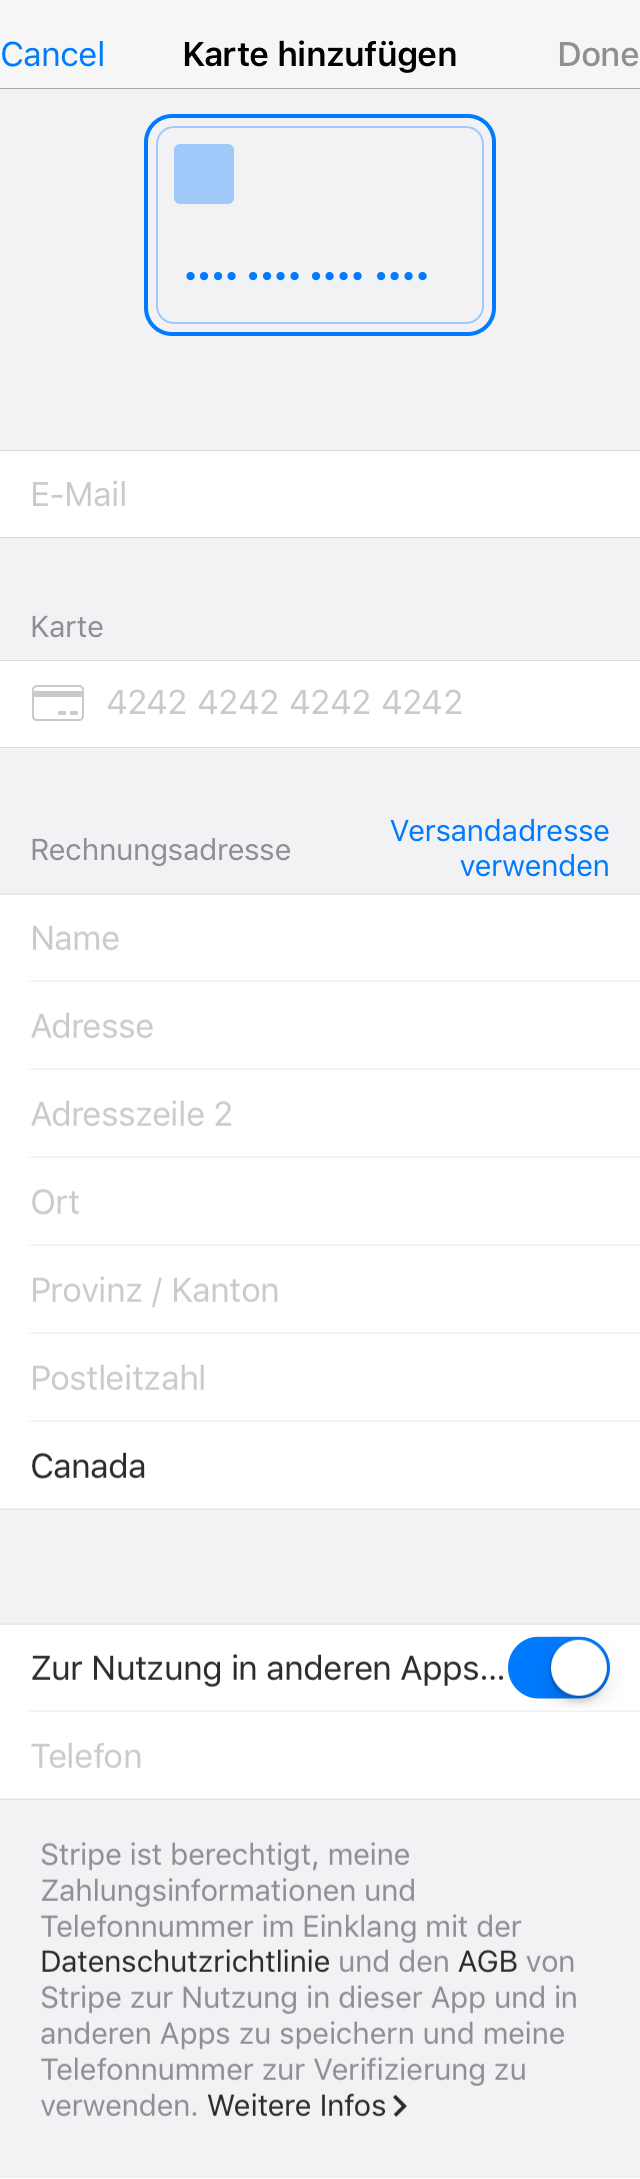 Cancel Karte hinzufügen Done
•••• •••• •••• ••••
E-Mail
Karte
4242 4242 4242 4242
Rechnungsadresse
Versandadresse
verwenden
Name
Adresse
Adresszeile 2
Ort
Provinz / Kanton
Postleitzahl
Canada
Zur Nutzung in anderen Apps...
Telefon
Stripe ist berechtigt, meine
Zahlungsinformationen und
Telefonnummer im Einklang mit der
Datenschutzrichtlinie und den AGB von
Stripe zur Nutzung in dieser App und in
anderen Apps zu speichern und meine
Telefonnummer zur Verifizierung zu
verwenden. Weitere Infos